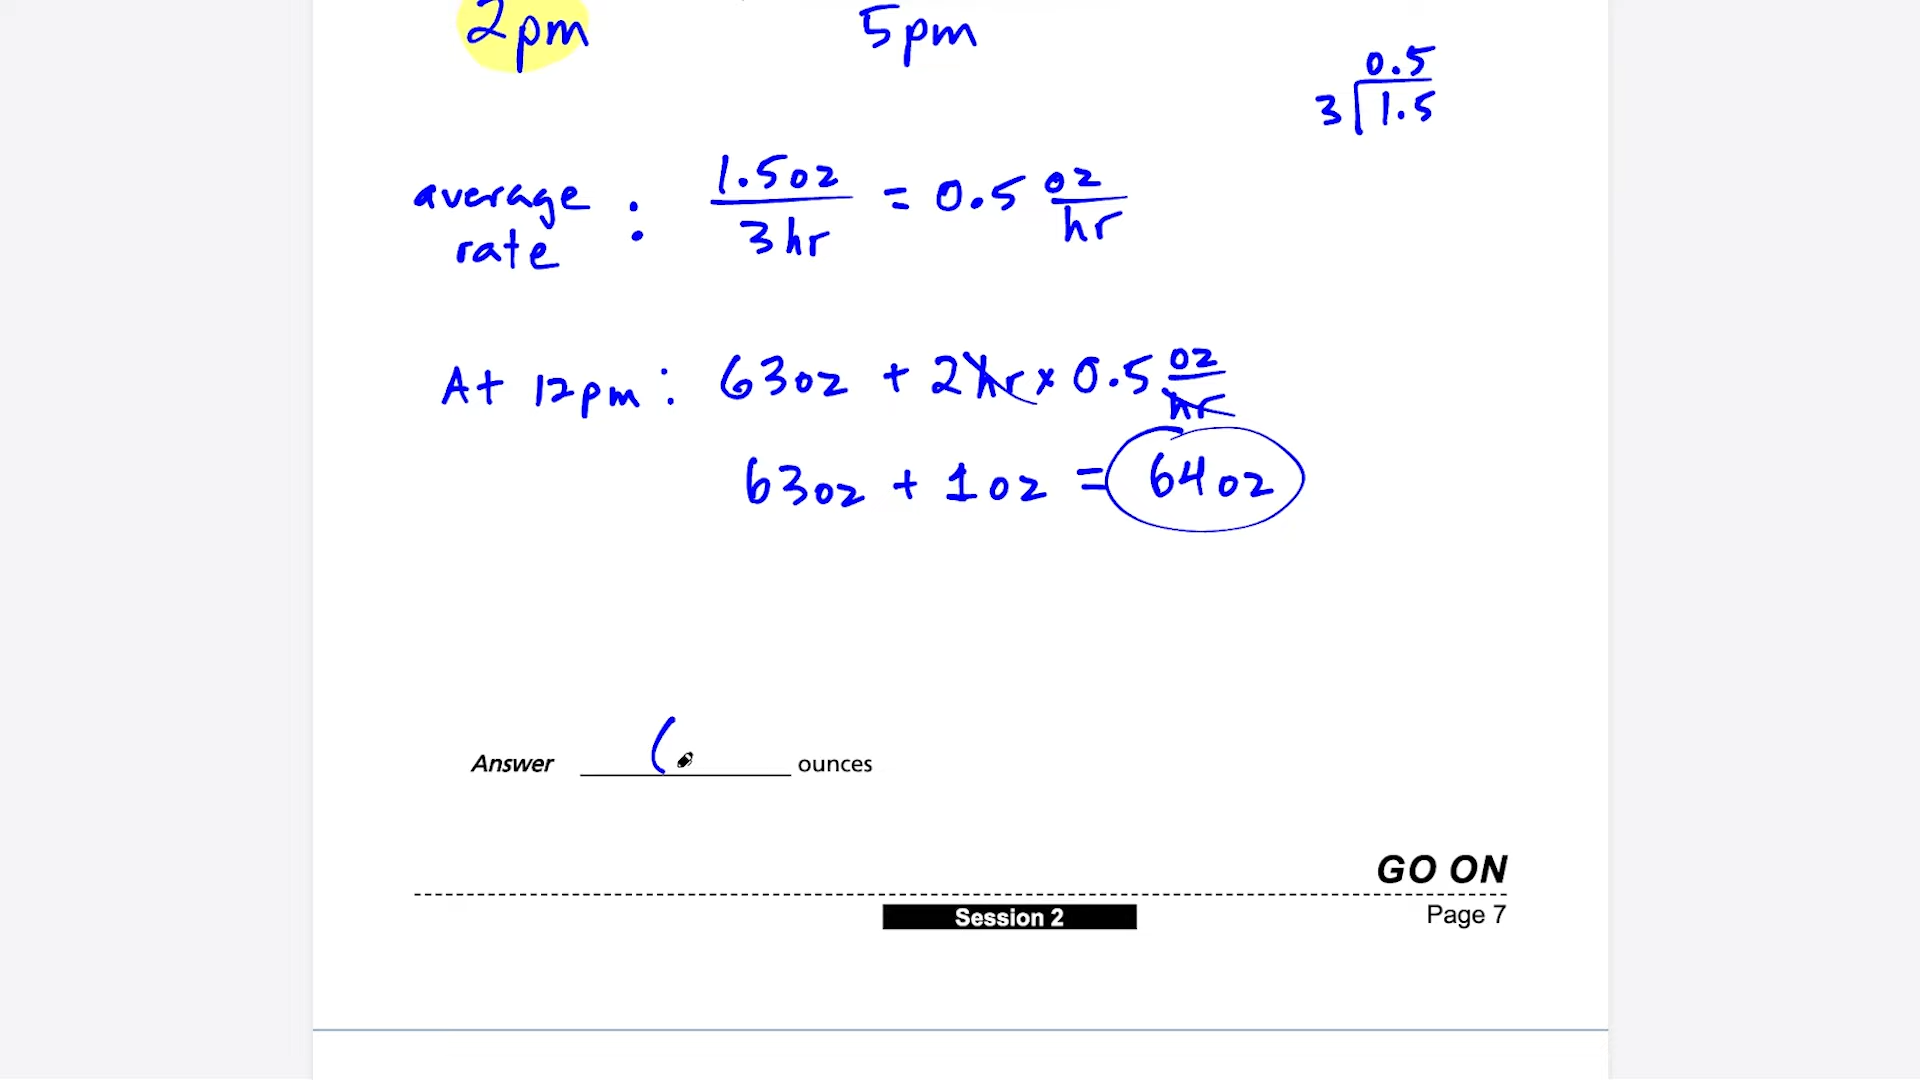 2pm 5pm
0.5
3 1.5
average rate : 1.5oz / 3hr = 0.5 oz/hr
At 12pm : 63oz + 2hr x 0.5 oz/hr
63oz + 1oz = 64oz
Answer ounces
GO ON
Session 2
Page 7